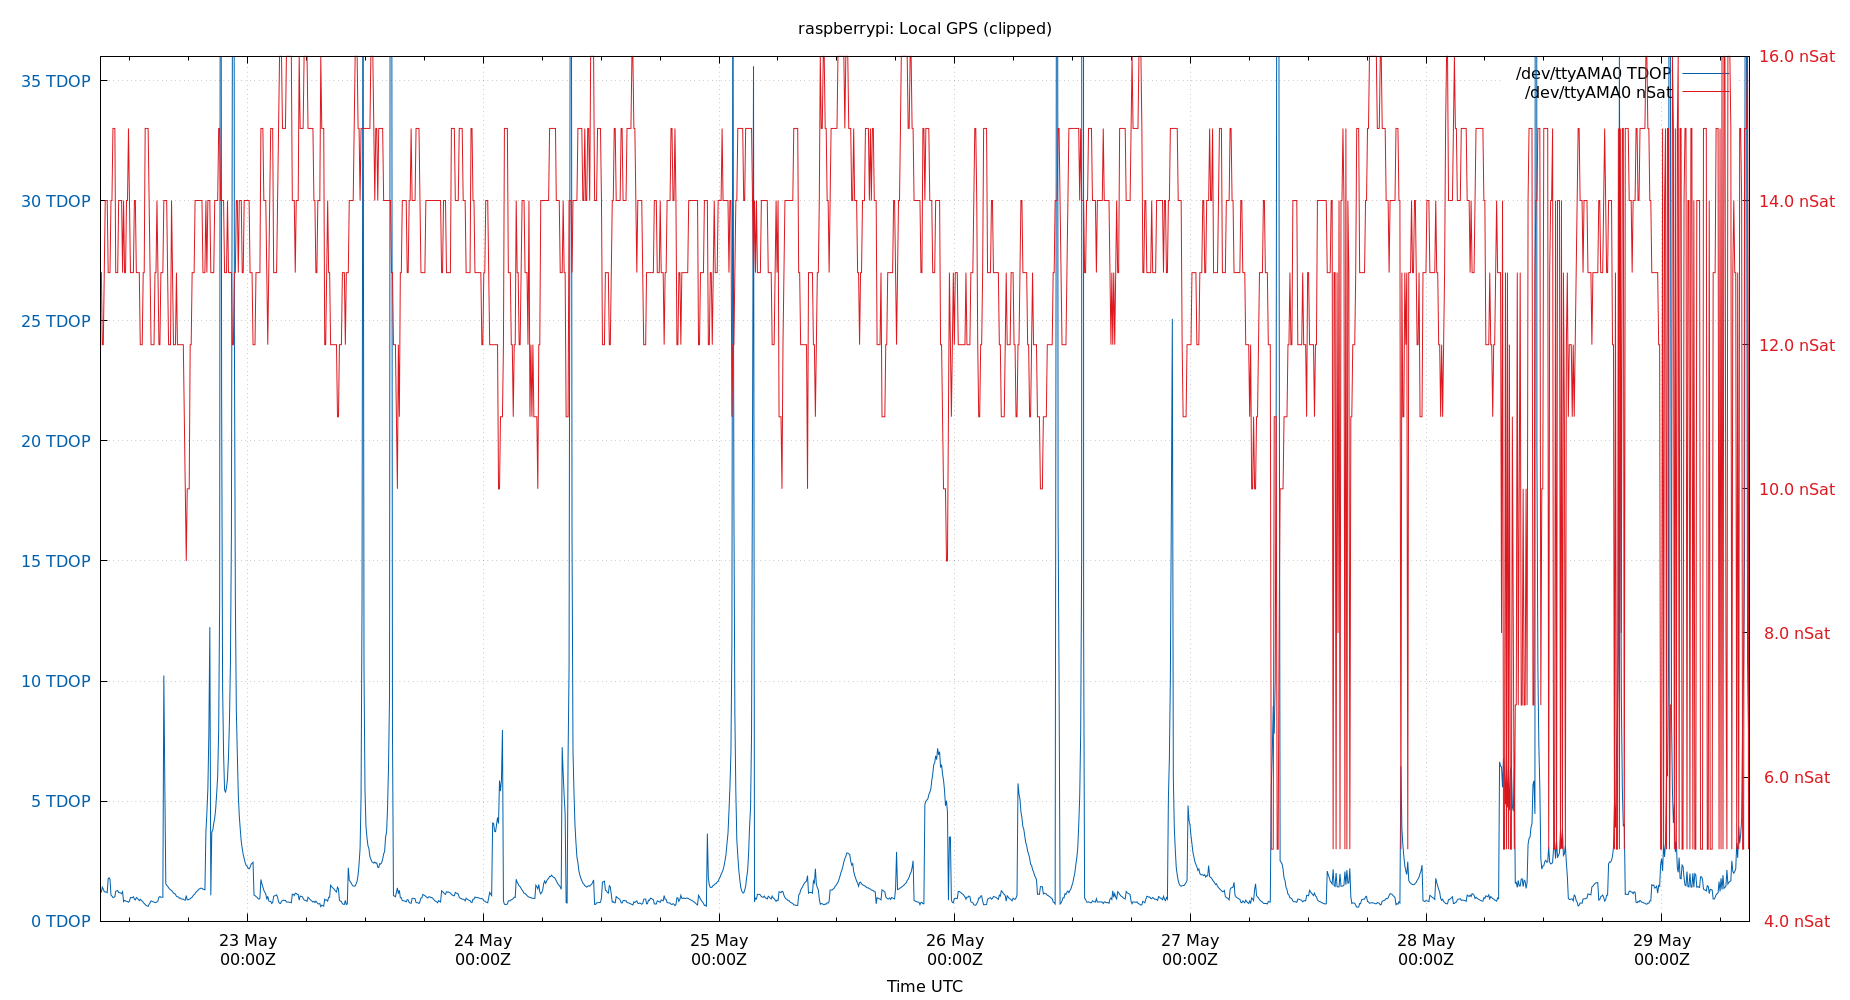 raspberrypi: Local GPS (clipped)
35 TDOP
30 TDOP
25 TDOP
20 TDOP
15 TDOP
10 TDOP
5 TDOP
0 TDOP
16.0 nSat
14.0 nSat
12.0 nSat
10.0 nSat
8.0 nSat
6.0 nSat
4.0 nSat
/dev/ttyAMA0 TDOP
/dev/ttyAMA0 nSat
23 May
00:00Z
24 May
00:00Z
25 May
00:00Z
26 May
00:00Z
27 May
00:00Z
28 May
00:00Z
29 May
00:00Z
Time UTC